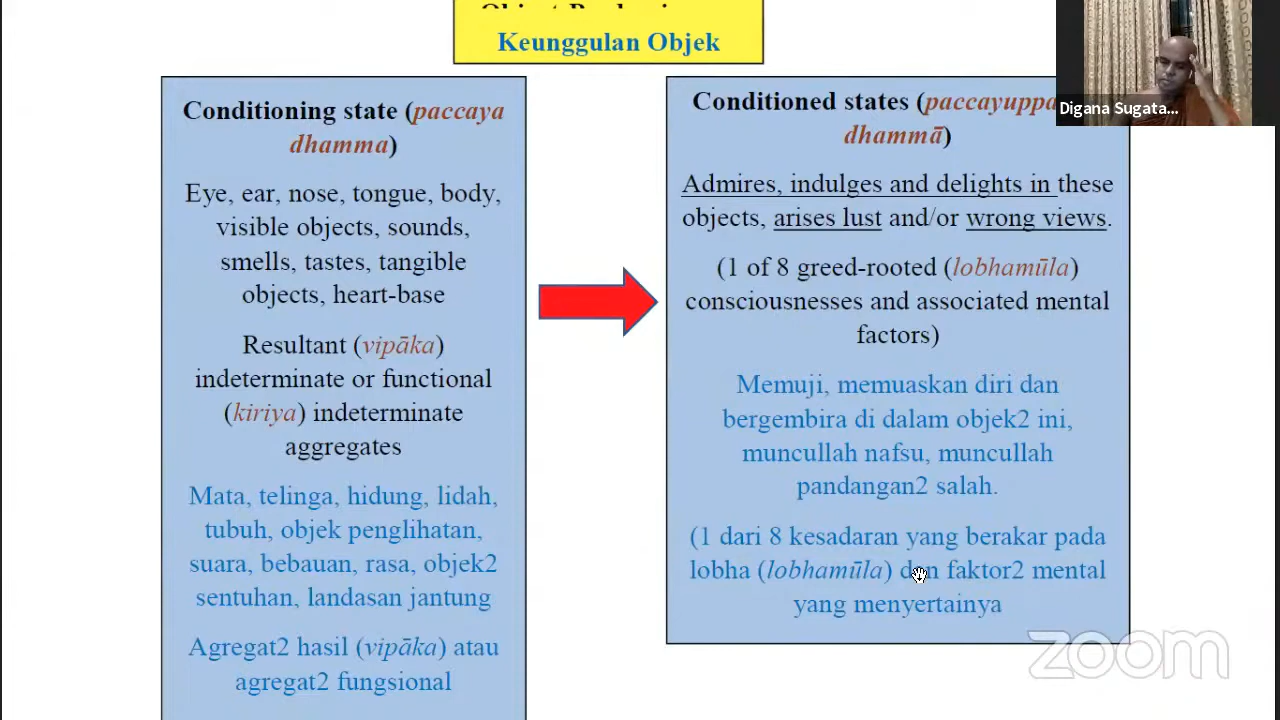 Keunggulan Objek
Conditioning state (paccaya
dhamma)
Eye, ear, nose, tongue, body,
visible objects, sounds,
smells, tastes, tangible
objects, heart-base
Resultant (vipāka)
indeterminate or functional
(kiriya) indeterminate
aggregates
Mata, telinga, hidung, lidah,
tubuh, objek penglihatan,
suara, bebauan, rasa, objek2
sentuhan, landasan jantung
Agregat2 hasil (vipāka) atau
agregat2 fungsional
Conditioned states (paccayuppa
dhammā)
Admires, indulges and delights in these
objects, arises lust and/or wrong views.
(1 of 8 greed-rooted (lobhamūla)
consciousnesses and associated mental
factors)
Memuji, memuaskan diri dan
bergembira di dalam objek2 ini,
muncullah nafsu, muncullah
pandangan2 salah.
(1 dari 8 kesadaran yang berakar pada
lobha (lobhamūla) dan faktor2 mental
yang menyertainya
Digana Sugata...
zoom